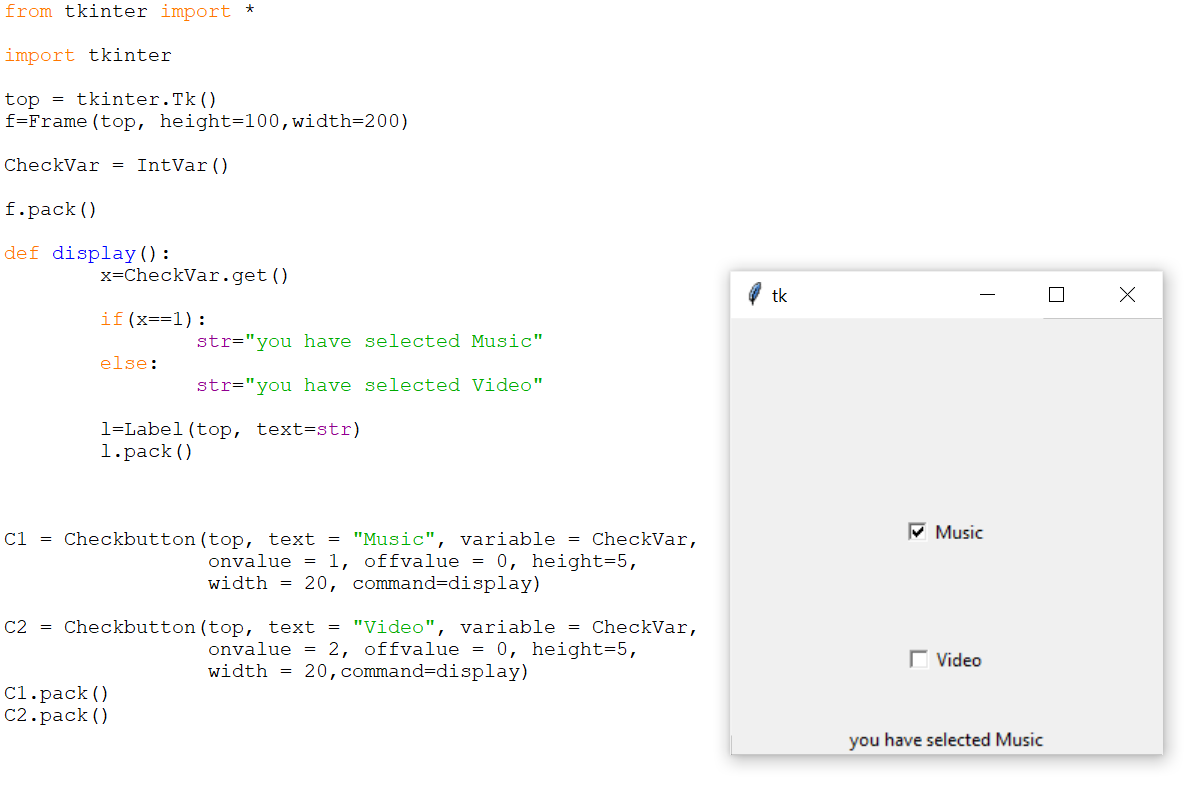 from tkinter import *
import tkinter
top = tkinter.Tk()
f=Frame(top, height=100,width=200)
CheckVar = IntVar()
f.pack()
def display():
        x=CheckVar.get()
        if(x==1):
                str="you have selected Music"
        else:
                str="you have selected Video"
        l=Label(top, text=str)
        l.pack()
C1 = Checkbutton(top, text = "Music", variable = CheckVar,
                 onvalue = 1, offvalue = 0, height=5,
                 width = 20, command=display)
C2 = Checkbutton(top, text = "Video", variable = CheckVar,
                 onvalue = 2, offvalue = 0, height=5,
                 width = 20,command=display)
C1.pack()
C2.pack()
tk
Music
Video
you have selected Music